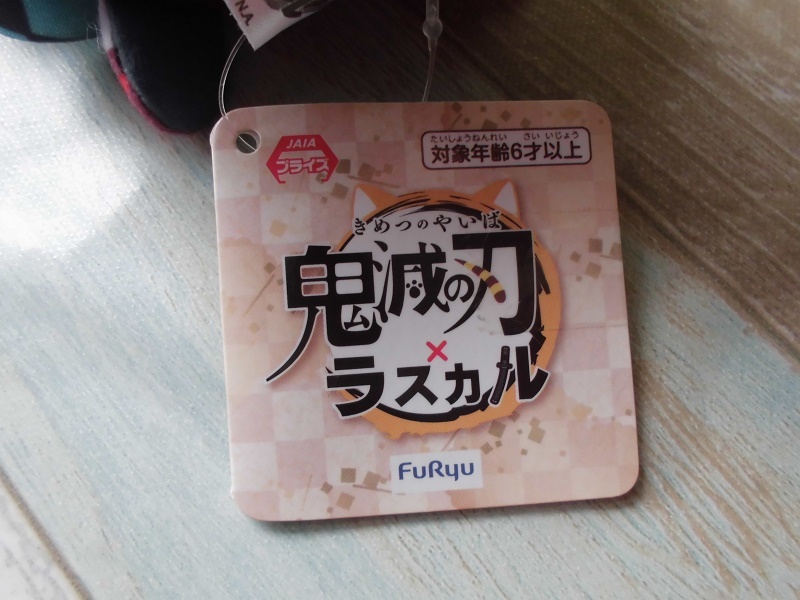 N.A.
JAIA
プライズ
たいしょうねんれい さい いじょう
対象年齢6才以上
きめつのやいば
鬼滅の刃
×
ラスカル
FuRyu